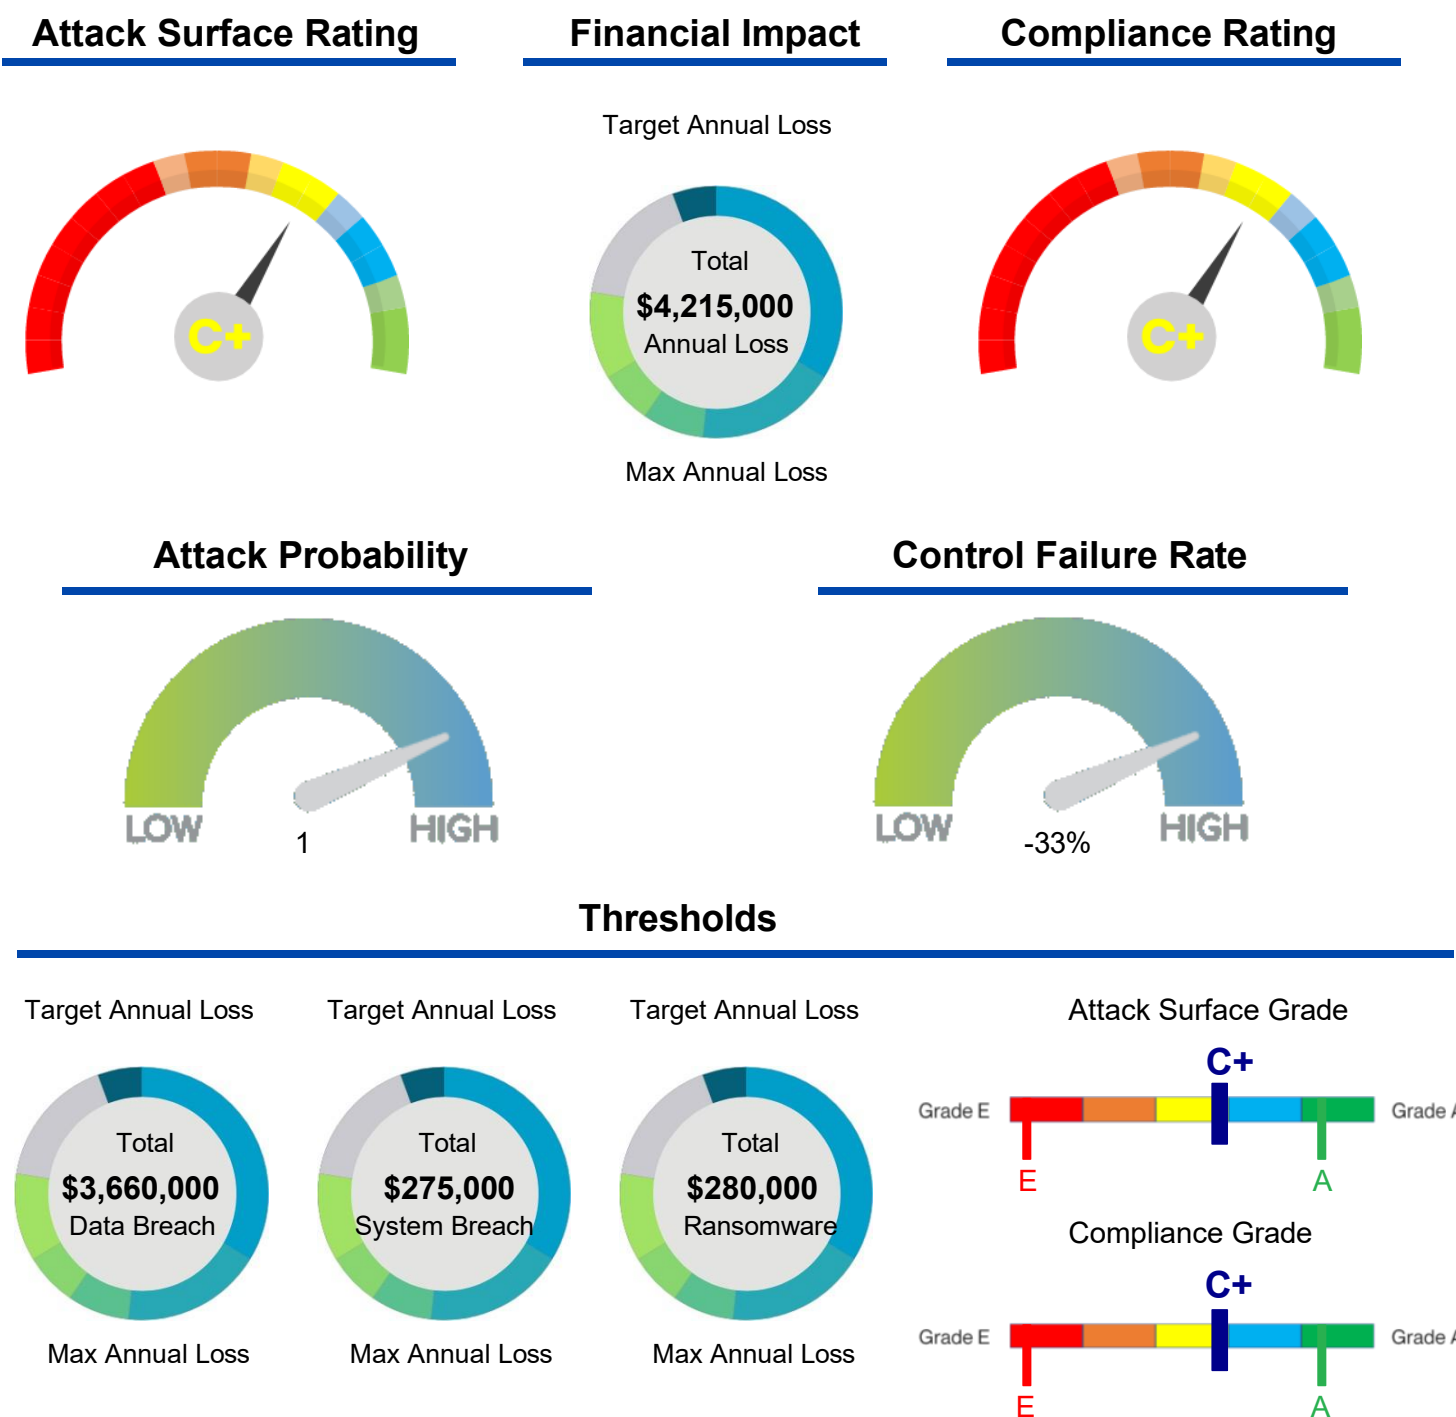 Attack Surface Rating
Financial Impact
Compliance Rating
Target Annual Loss
C+
Total
$4,215,000
Annual Loss
C+
Max Annual Loss
Attack Probability
Control Failure Rate
LOW
HIGH
1
LOW
HIGH
-33%
Thresholds
Target Annual Loss
Target Annual Loss
Target Annual Loss
Total
$3,660,000
Data Breach
Total
$275,000
System Breach
Total
$280,000
Ransomware
Max Annual Loss
Max Annual Loss
Max Annual Loss
Attack Surface Grade
C+
Grade E
Grade A
E
A
Compliance Grade
C+
Grade E
Grade A
E
A